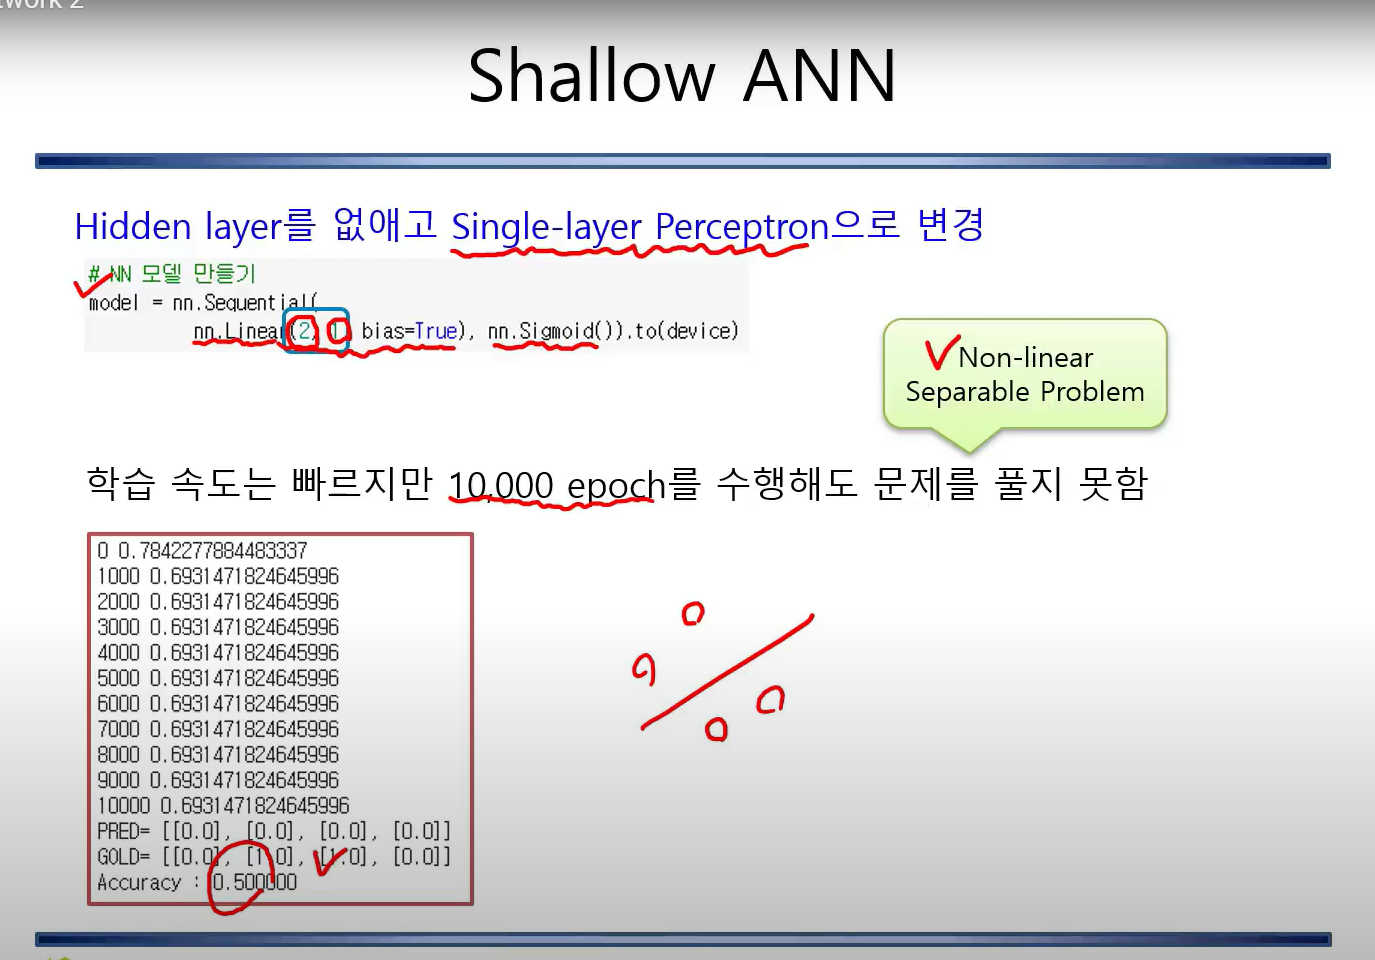 twork 2
Shallow ANN
Hidden layer를 없애고 Single-layer Perceptron으로 변경
# NN 모델 만들기
model = nn.Sequential(
nn.Linear(2, 1, bias=True), nn.Sigmoid()).to(device)
Non-linear
Separable Problem
학습 속도는 빠르지만 10,000 epoch를 수행해도 문제를 풀지 못함
0 0.7842277884483337
1000 0.6931471824645996
2000 0.6931471824645996
3000 0.6931471824645996
4000 0.6931471824645996
5000 0.6931471824645996
6000 0.6931471824645996
7000 0.6931471824645996
8000 0.6931471824645996
9000 0.6931471824645996
10000 0.6931471824645996
PRED= [[0.0], [0.0], [0.0], [0.0]]
GOLD= [[0.0], [1.0], [1.0], [0.0]]
Accuracy : 0.500000